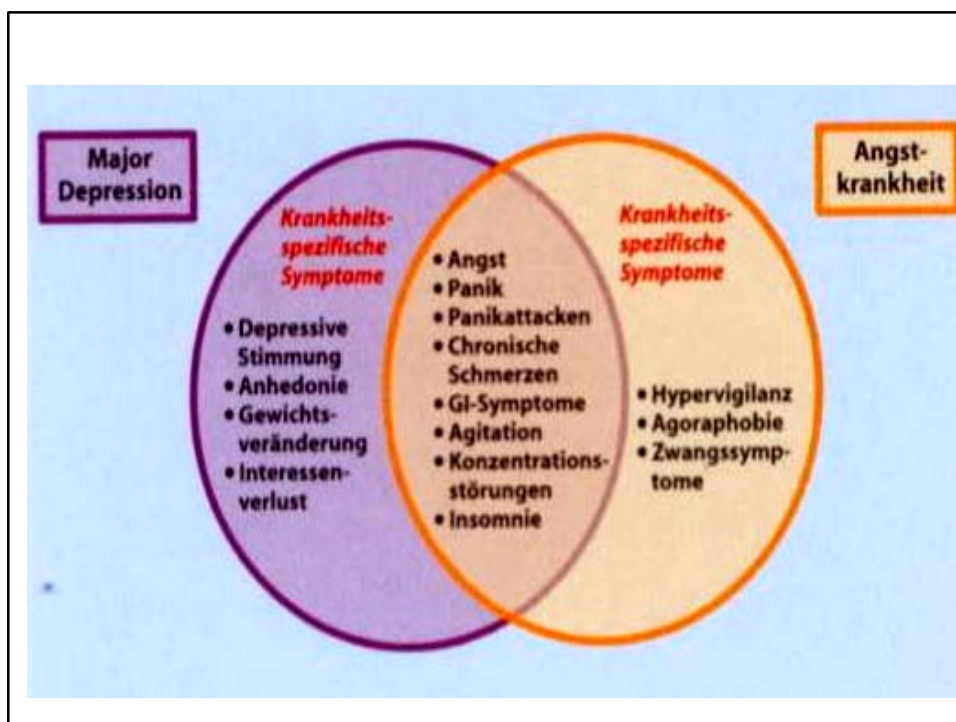 Major
Depression
Angst-
krankheit
Krankheits-
spezifische
Symptome
• Depressive
Stimmung
• Anhedonie
• Gewichts-
veränderung
• Interessen-
verlust
• Angst
• Panik
• Panikattacken
• Chronische
Schmerzen
• GI-Symptome
• Agitation
• Konzentrations-
störungen
• Insomnie
Krankheits-
spezifische
Symptome
• Hypervigilanz
• Agoraphobie
• Zwangssymp-
tome